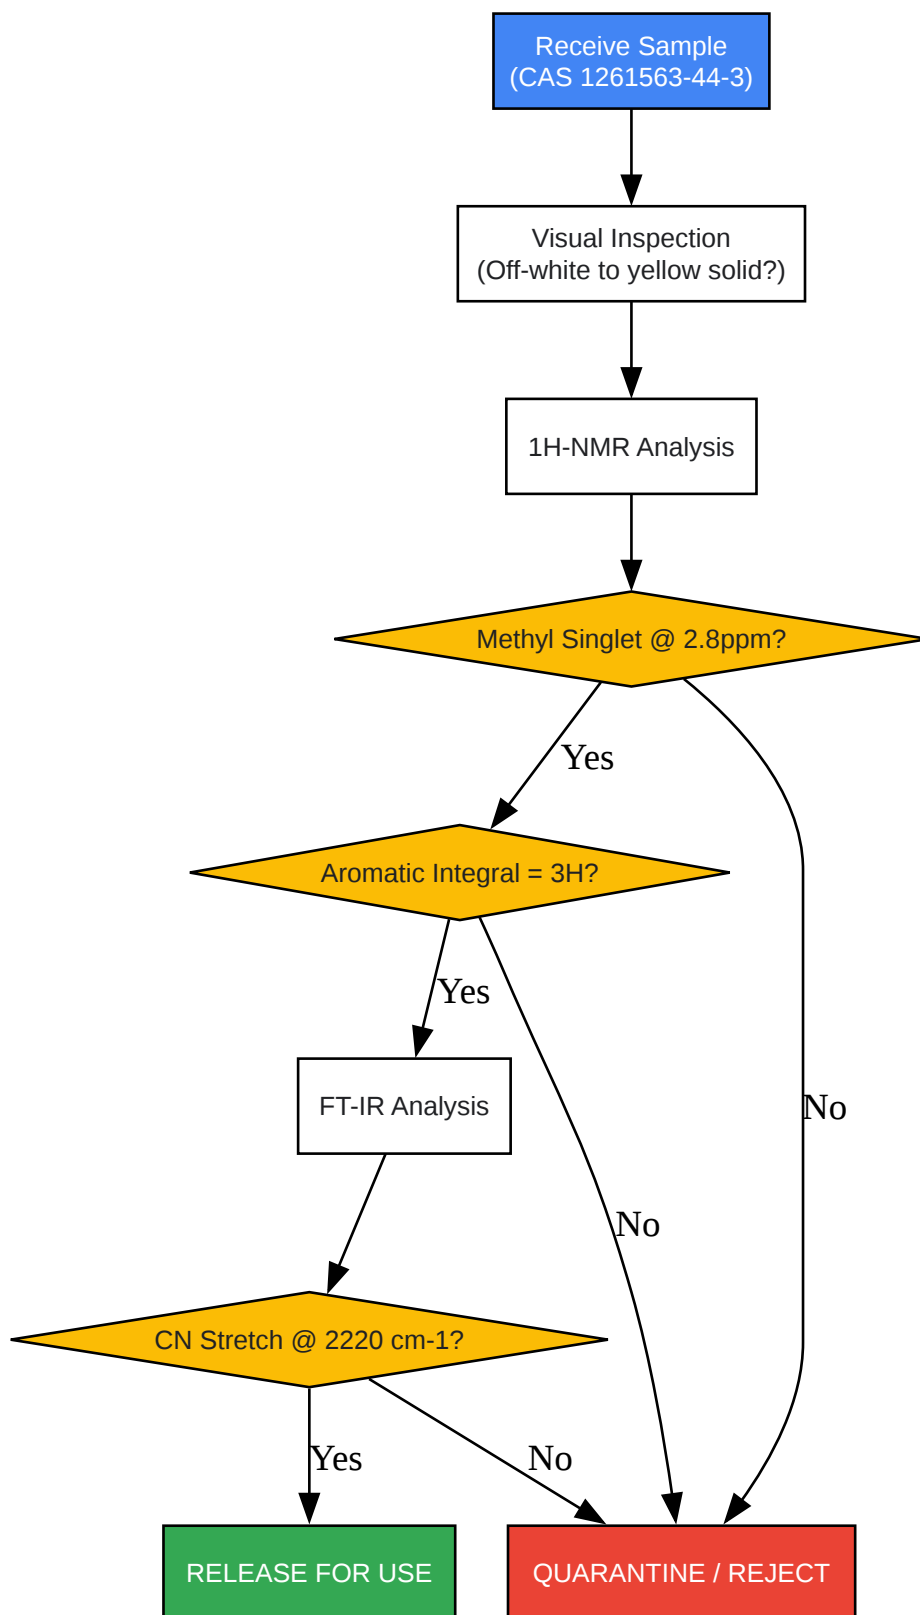 Receive Sample
(CAS 1261563-44-3)
Visual Inspection
(Off-white to yellow solid?)
1H-NMR Analysis
Methyl Singlet @ 2.8ppm?
Yes
Aromatic Integral = 3H?
Yes
FT-IR Analysis
No
No
CN Stretch @ 2220 cm-1?
Yes
No
RELEASE FOR USE
QUARANTINE / REJECT